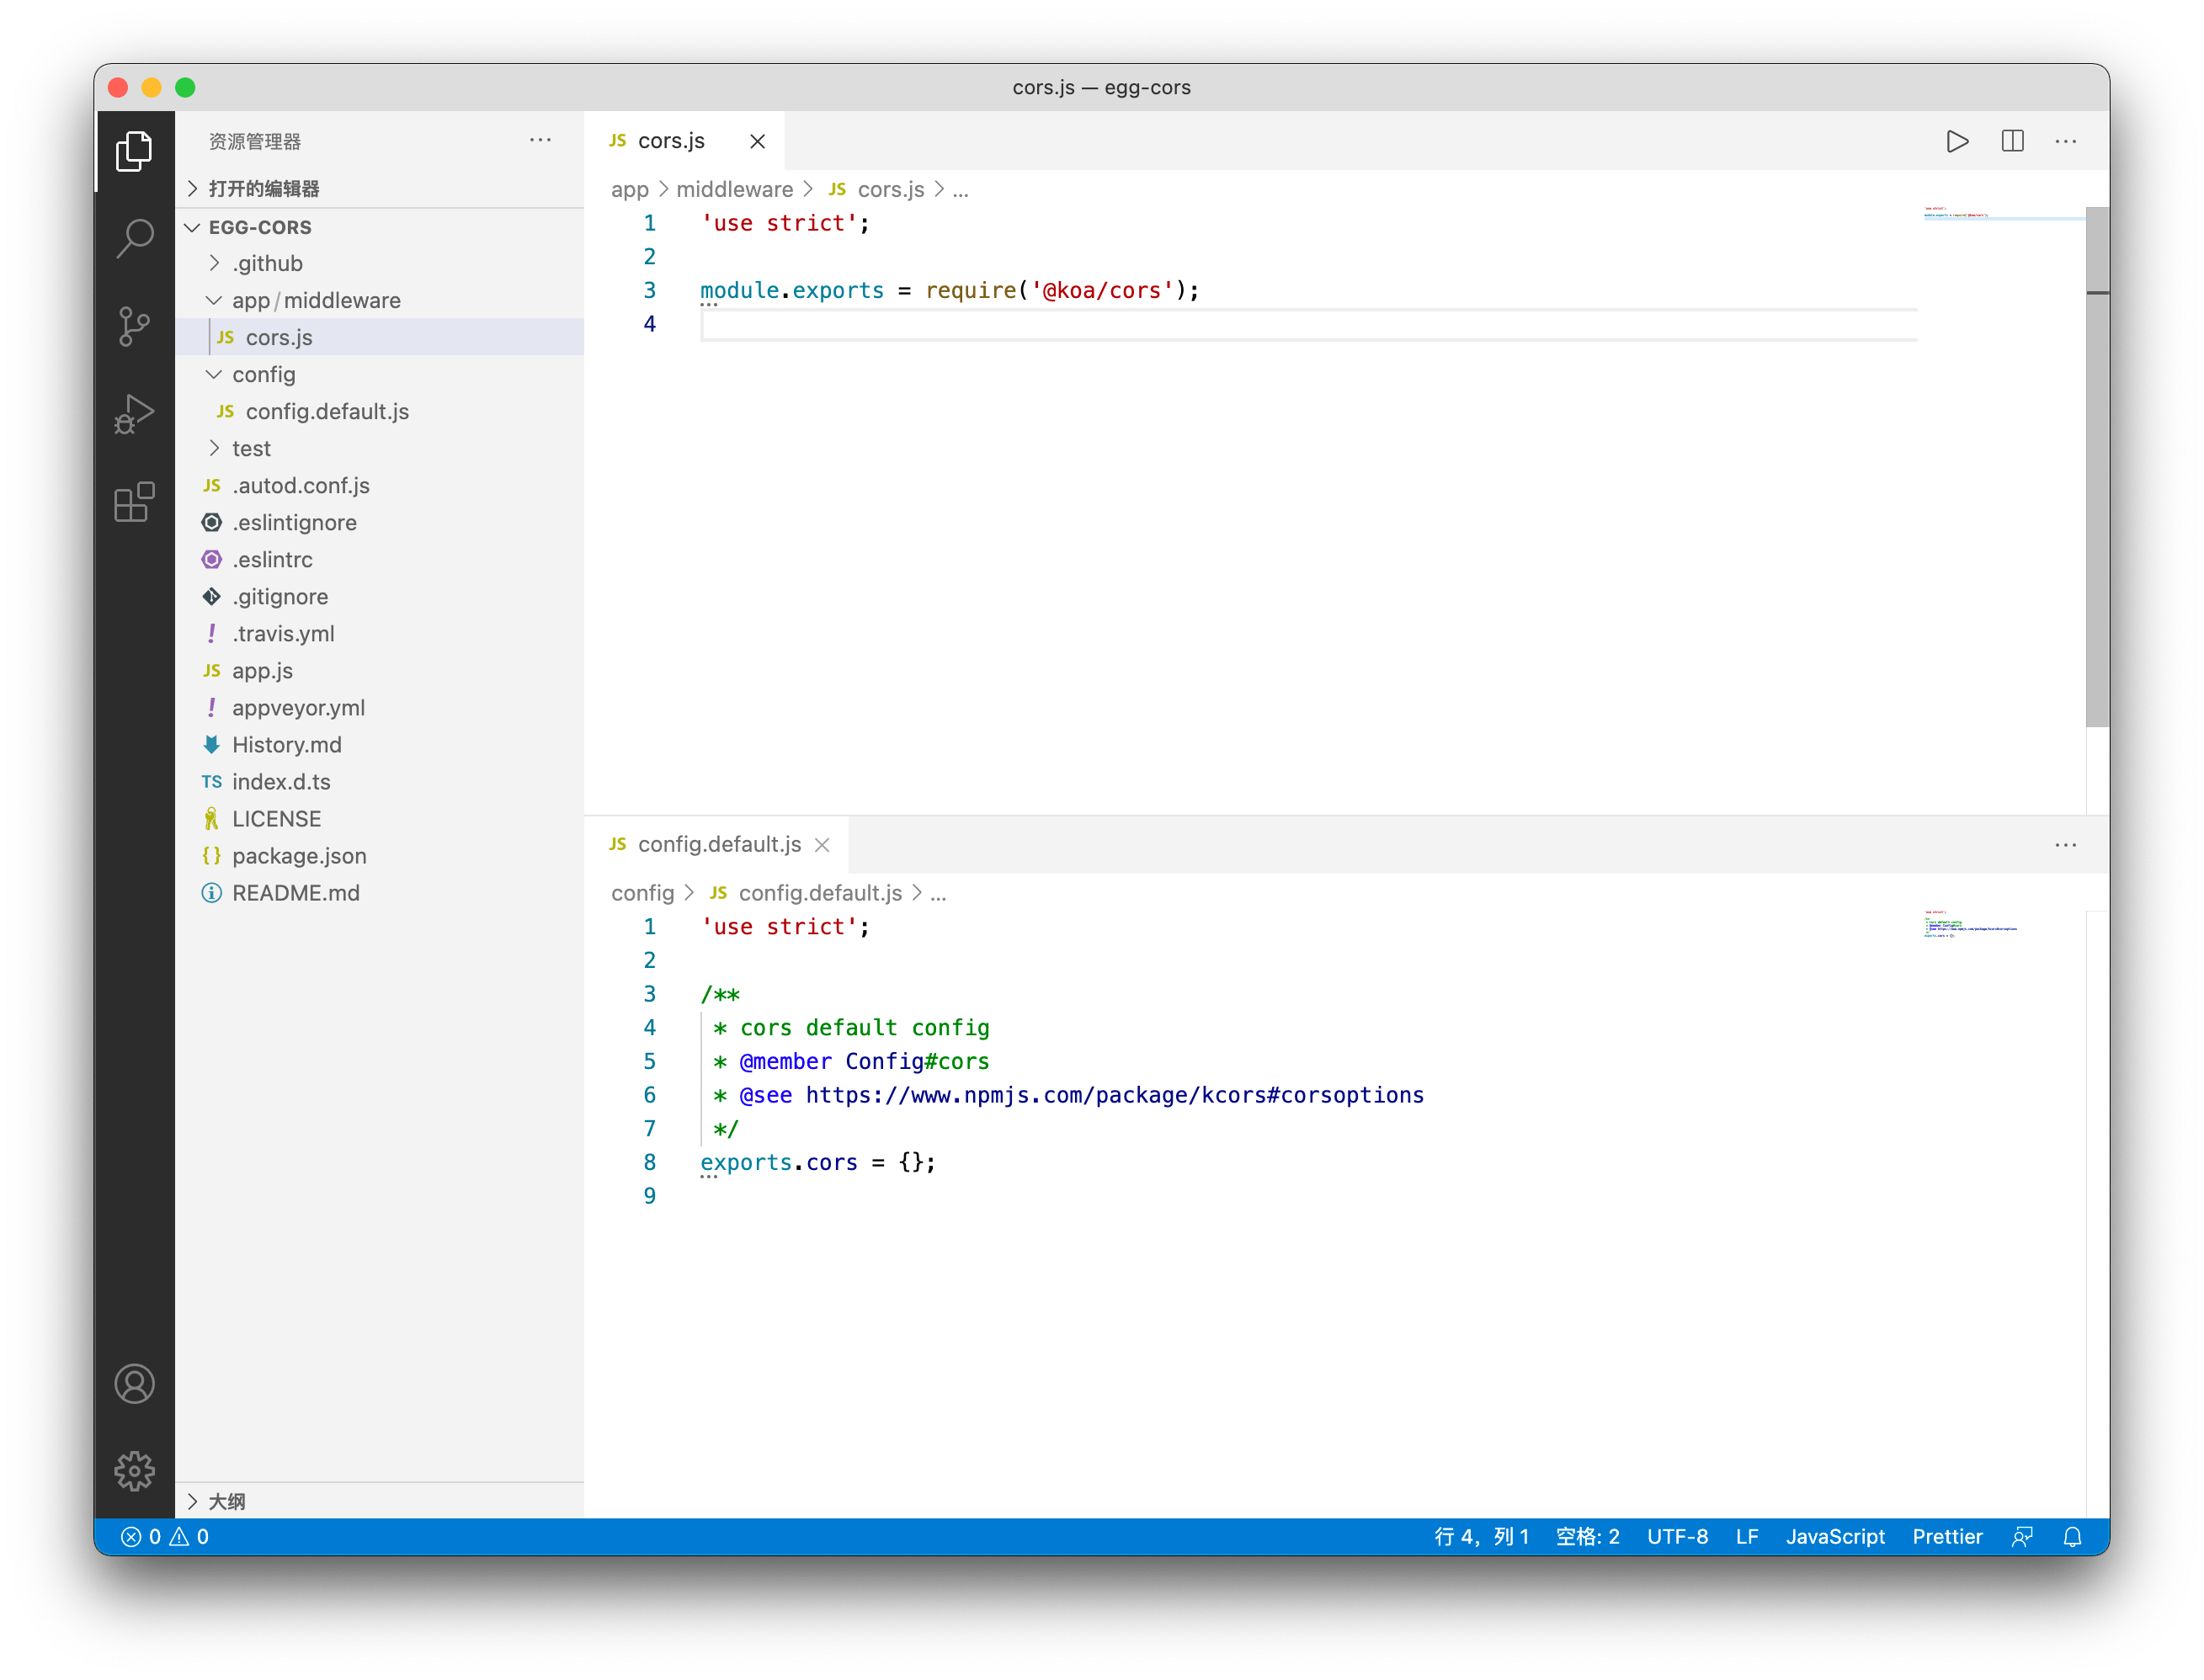 cors.js — egg-cors
资源管理器
打开的编辑器
EGG-CORS
.github
app/middleware
JS cors.js
config
JS config.default.js
test
JS .autod.conf.js
.eslintignore
.eslintrc
.gitignore
! .travis.yml
JS app.js
! appveyor.yml
History.md
TS index.d.ts
LICENSE
{} package.json
README.md
大纲
JS cors.js
app > middleware > JS cors.js > ...
1 'use strict';
2
3 module.exports = require('@koa/cors');
4
JS config.default.js
config > JS config.default.js > ...
1 'use strict';
2
3 /**
4 * cors default config
5 * @member Config#cors
6 * @see https://www.npmjs.com/package/kcors#corsoptions
7 */
8 exports.cors = {};
9
0 0 行 4，列 1 空格: 2 UTF-8 LF JavaScript Prettier